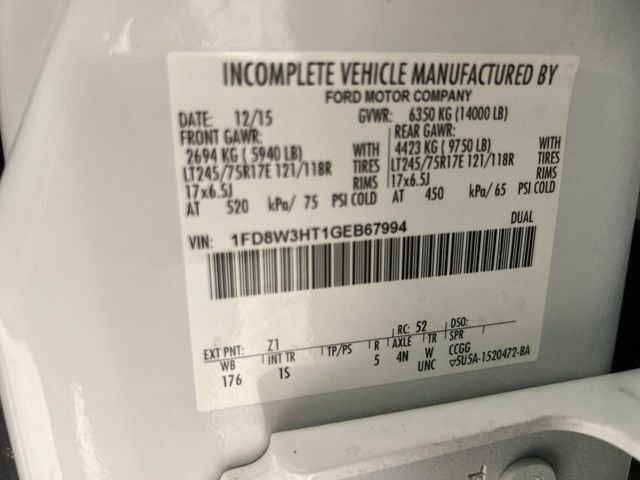 INCOMPLETE VEHICLE MANUFACTURED BY
FORD MOTOR COMPANY
DATE: 12/15 GVWR: 6350 KG (14000 LB)
FRONT GAWR: REAR GAWR:
2694 KG ( 5940 LB) WITH 4423 KG ( 9750 LB) WITH
LT245/75R17E 121/118R TIRES LT245/75R17E 121/118R TIRES
17x6.5J RIMS 17x6.5J RIMS
AT 520 kPa/ 75 PSI COLD AT 450 kPa/ 65 PSI COLD
VIN: 1FD8W3HT1GEB67994 DUAL
EXT PNT: Z1 RC: 52 DSO:
WB INT TR TP/PS R AXLE TR SPR
176 1S 5 4N W CCGG
UNC ▽5U5A-1520472-BA